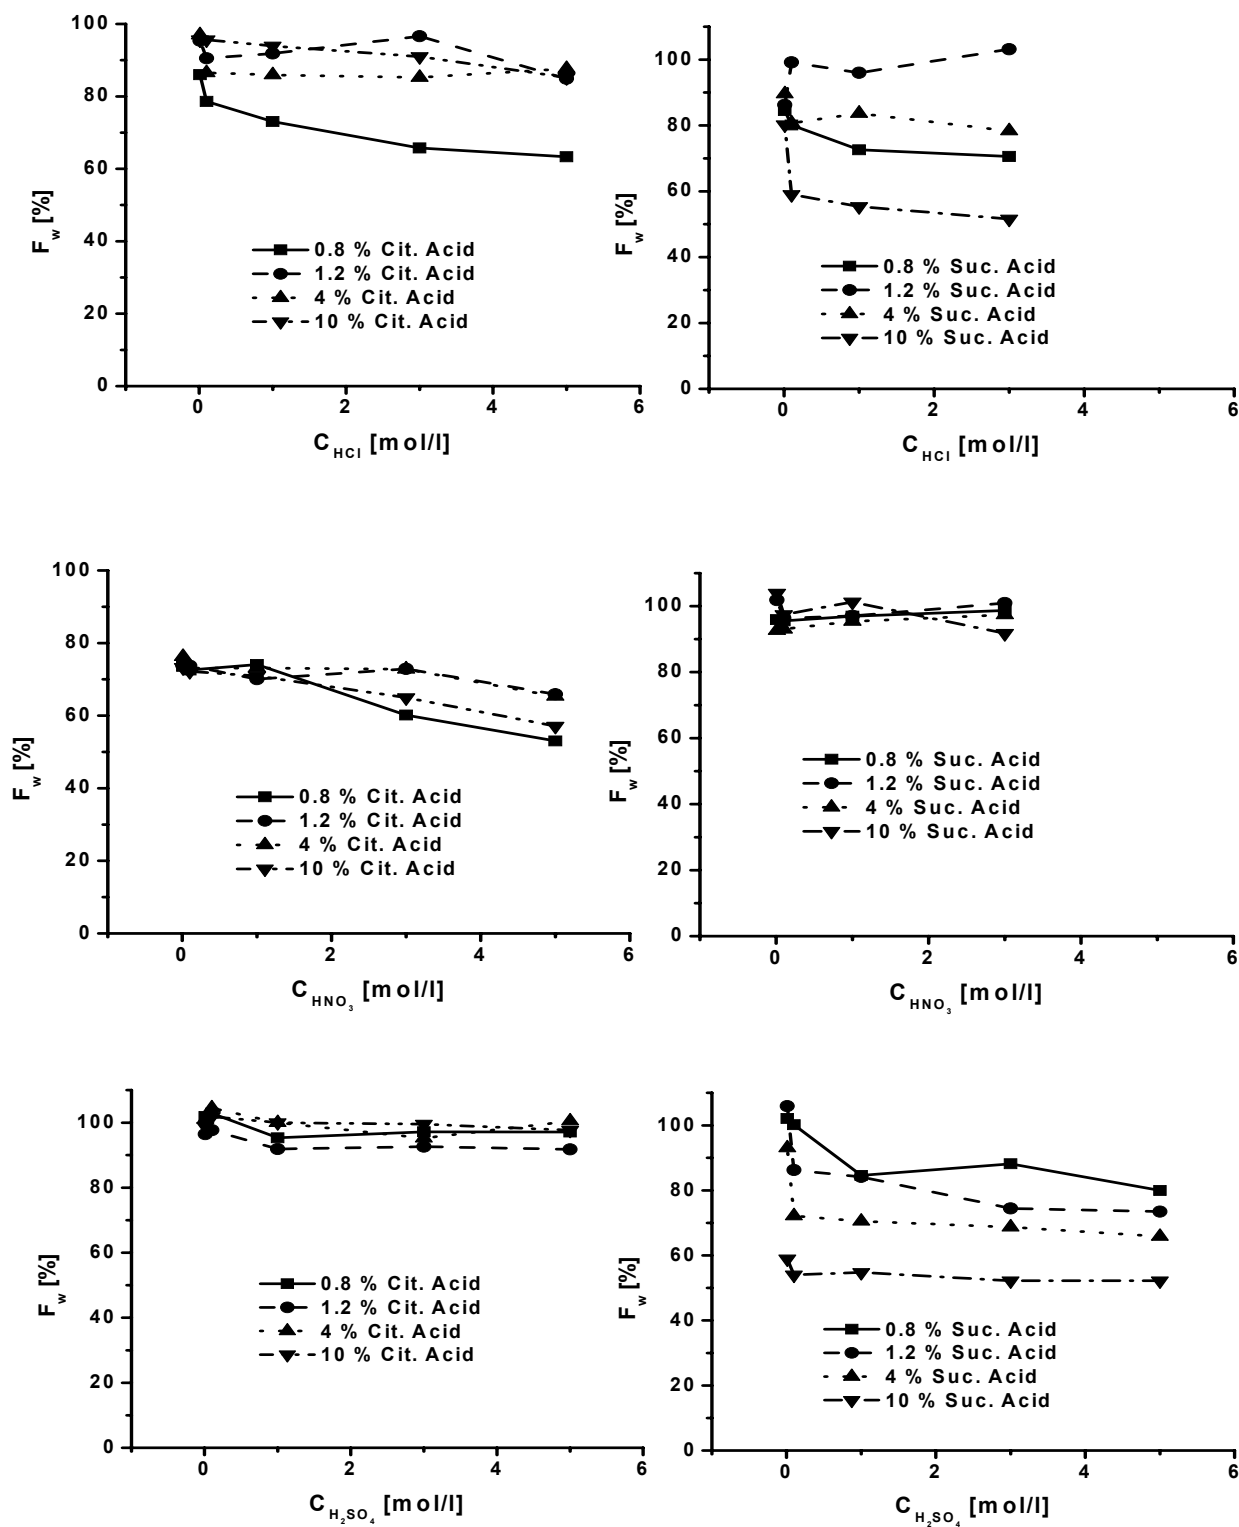 100
80
60
40
20
0
F_w [%]
0.8 % Cit. Acid
1.2 % Cit. Acid
4 % Cit. Acid
10 % Cit. Acid
0 2 4 6
C_HCl [mol/l]
100
80
60
40
20
0
F_w [%]
0.8 % Suc. Acid
1.2 % Suc. Acid
4 % Suc. Acid
10 % Suc. Acid
0 2 4 6
C_HCl [mol/l]
100
80
60
40
20
0
F_w [%]
0.8 % Cit. Acid
1.2 % Cit. Acid
4 % Cit. Acid
10 % Cit. Acid
0 2 4 6
C_HNO₃ [mol/l]
100
80
60
40
20
0
F_w [%]
0.8 % Suc. Acid
1.2 % Suc. Acid
4 % Suc. Acid
10 % Suc. Acid
0 2 4 6
C_HNO₃ [mol/l]
100
80
60
40
20
0
F_w [%]
0.8 % Cit. Acid
1.2 % Cit. Acid
4 % Cit. Acid
10 % Cit. Acid
0 2 4 6
C_H₂SO₄ [mol/l]
100
80
60
40
20
0
F_w [%]
0.8 % Suc. Acid
1.2 % Suc. Acid
4 % Suc. Acid
10 % Suc. Acid
0 2 4 6
C_H₂SO₄ [mol/l]